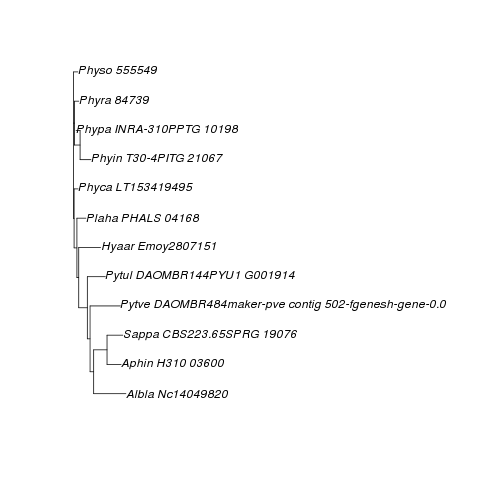 Physo 555549
Phyra 84739
Phypa INRA-310PPTG 10198
Phyin T30-4PITG 21067
Phyca LT153419495
Plaha PHALS 04168
Hyaar Emoy2807151
Pytul DAOMBR144PYU1 G001914
Pytve DAOMBR484maker-pve contig 502-fgenesh-gene-0.0
Sappa CBS223.65SPRG 19076
Aphin H310 03600
Albla Nc14049820